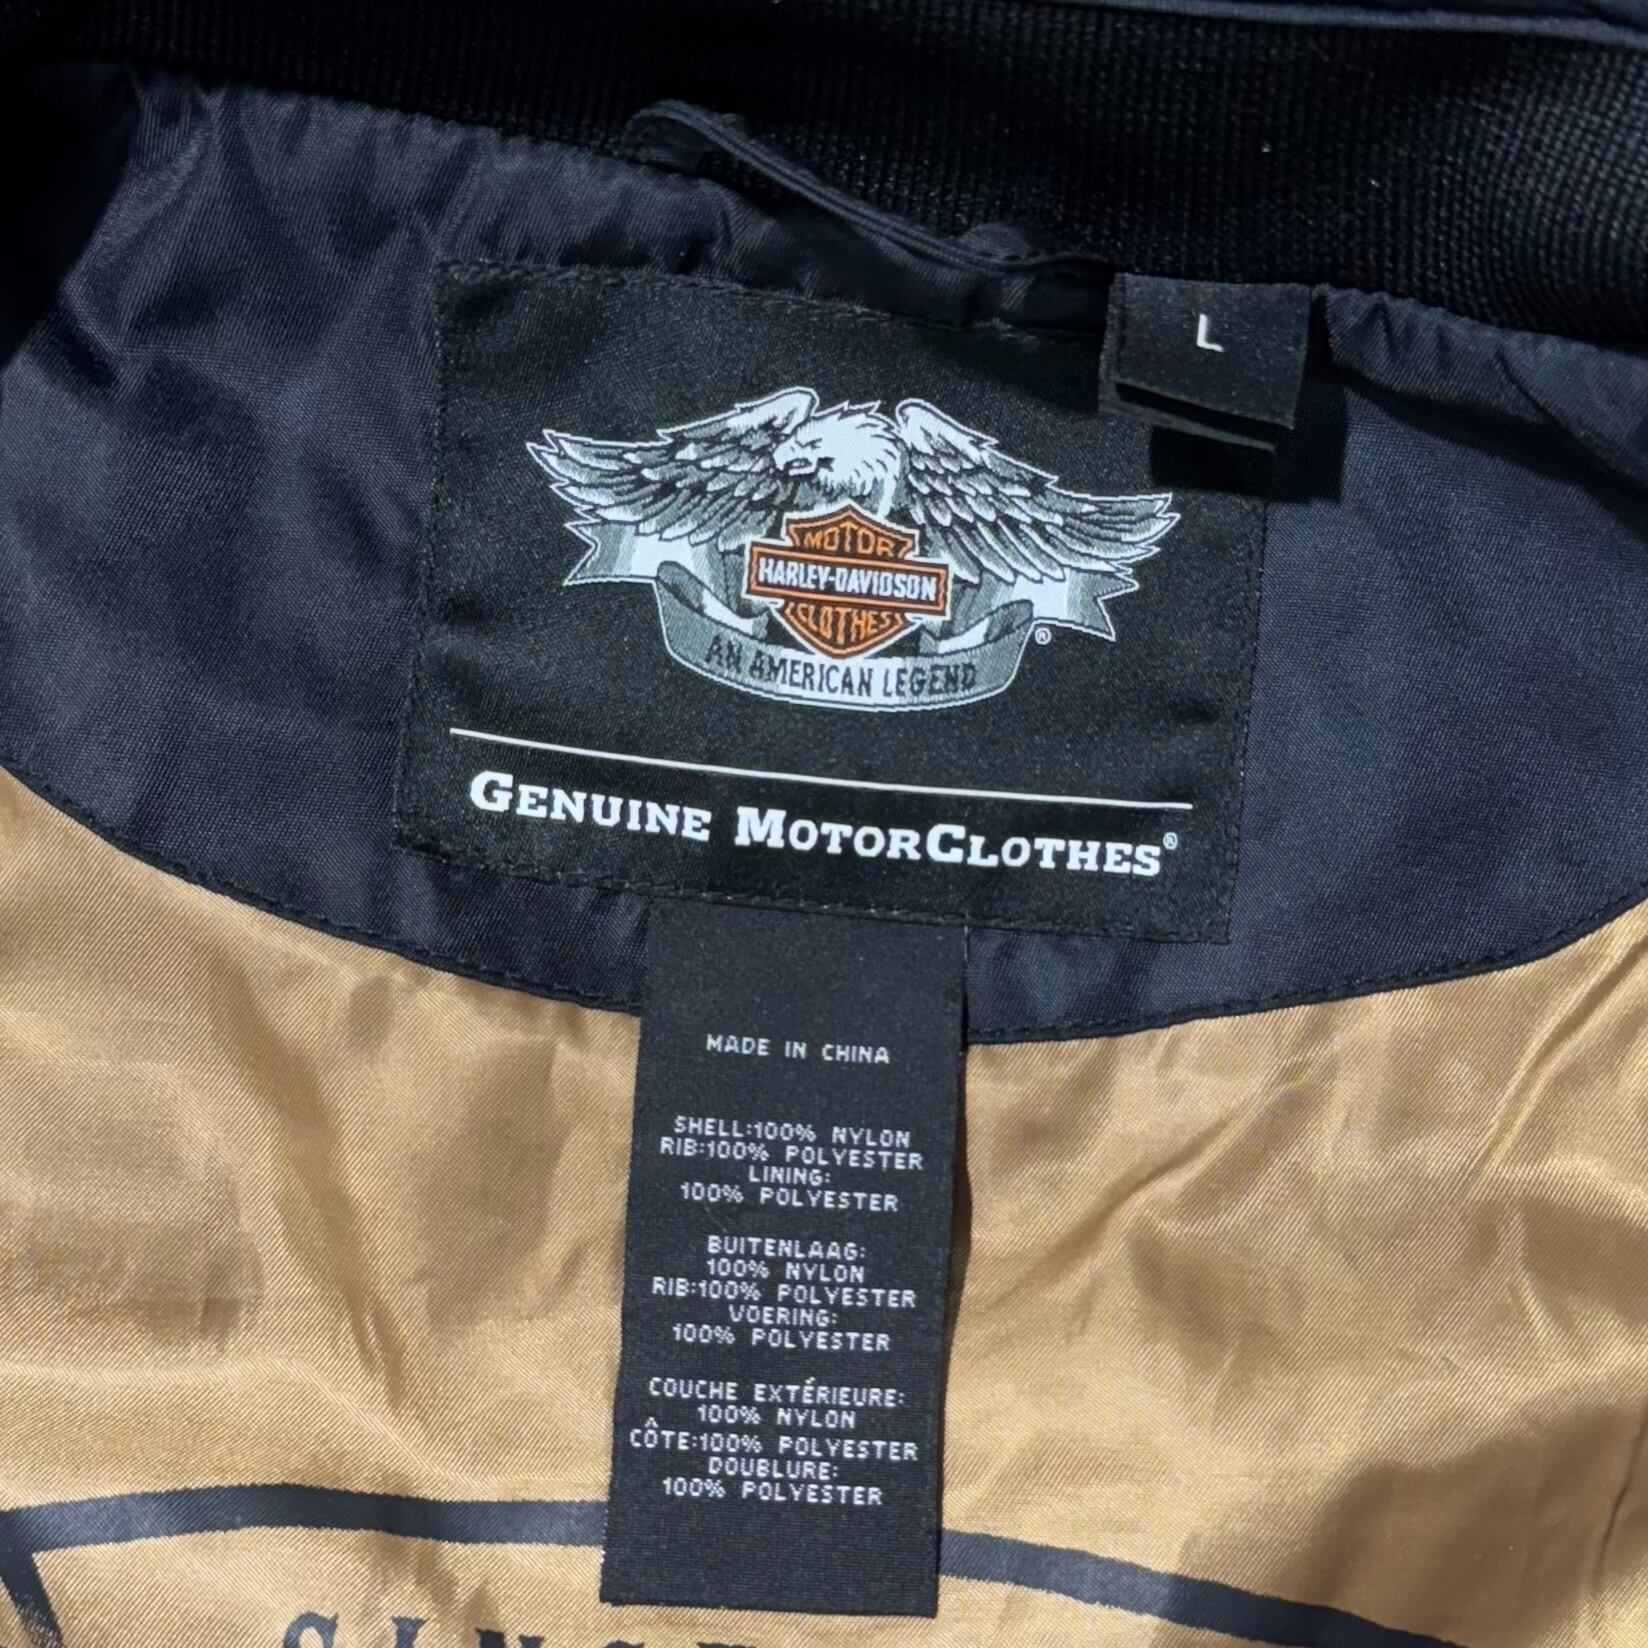 L
MOTOR
HARLEY-DAVIDSON
CLOTHES
®
AN AMERICAN LEGEND
GENUINE MOTORCLOTHES®
MADE IN CHINA
SHELL:100% NYLON
RIB:100% POLYESTER
LINING:
100% POLYESTER
BUITENLAAG:
100% NYLON
RIB:100% POLYESTER
VOERING:
100% POLYESTER
COUCHE EXTÉRIEURE:
100% NYLON
CÔTE:100% POLYESTER
DOUBLURE:
100% POLYESTER